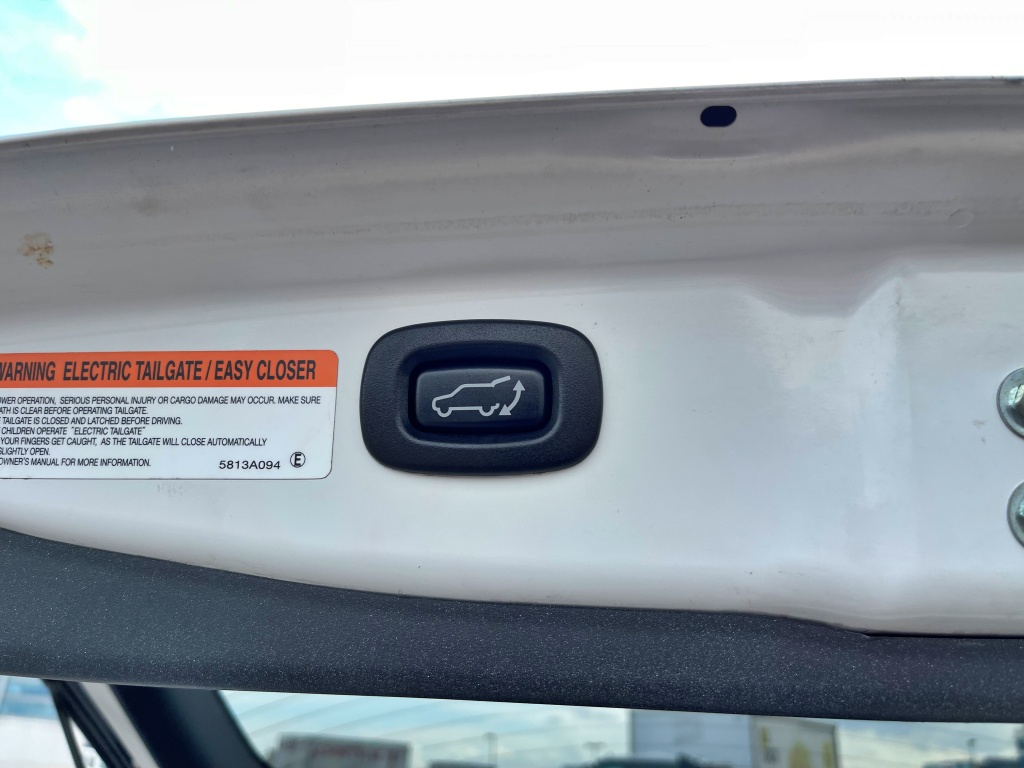 WARNING ELECTRIC TAILGATE / EASY CLOSER
OPERATION, SERIOUS PERSONAL INJURY OR CARGO DAMAGE MAY OCCUR. MAKE SURE
IS CLEAR BEFORE OPERATING TAILGATE.
TAILGATE IS CLOSED AND LATCHED BEFORE DRIVING.
CHILDREN OPERATE "ELECTRIC TAILGATE"
YOUR FINGERS GET CAUGHT, AS THE TAILGATE WILL CLOSE AUTOMATICALLY
SLIGHTLY OPEN.
OWNER'S MANUAL FOR MORE INFORMATION.
5813A094 E